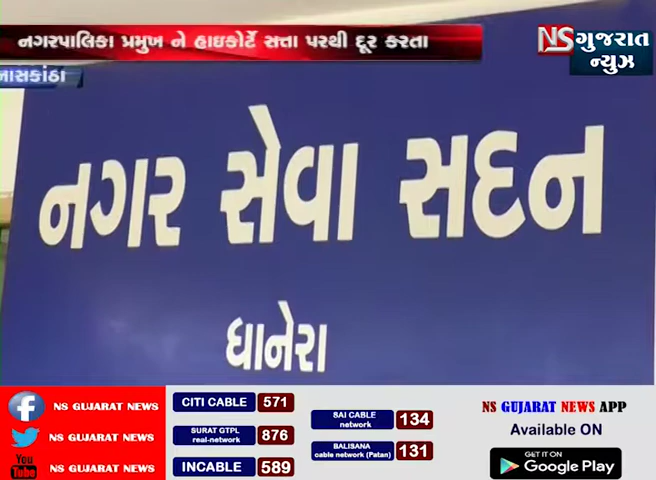 નગરપાલિકા પ્રમુખ ને હાઇકોર્ટે સત્તા પરથી દૂર કરતા
NS ગુજરાત
ન્યુઝ
નગર સેવા સદન
ધાનેરા
NS GUJARAT NEWS
NS GUJARAT NEWS
You
Tube
NS GUJARAT NEWS
CITI CABLE 571
SURAT GTPL
real-network
876
INCABLE 589
SAI CABLE
network
134
BALISANA
cable network (Patan)
131
NS GUJARAT NEWS APP
Available ON
GET IT ON
Google Play